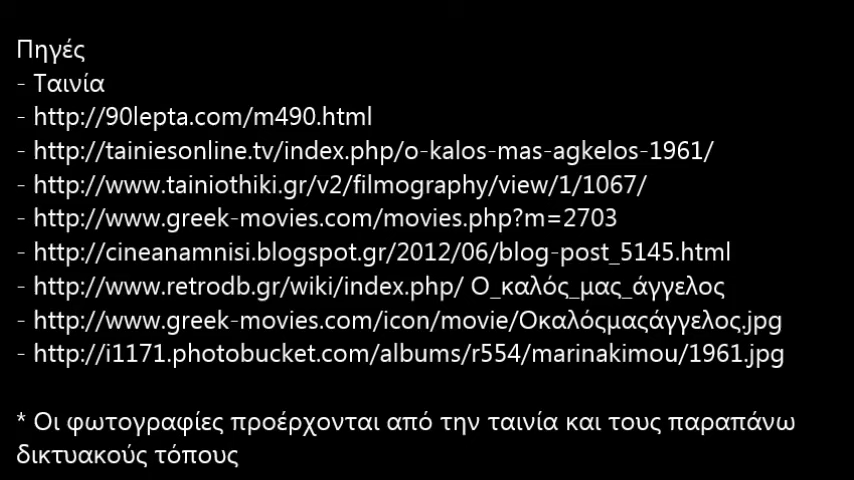 Πηγές
- Ταινία
- http://90lepta.com/m490.html
- http://tainiesonline.tv/index.php/o-kalos-mas-agkelos-1961/
- http://www.tainiothiki.gr/v2/filmography/view/1/1067/
- http://www.greek-movies.com/movies.php?m=2703
- http://cineanamnisi.blogspot.gr/2012/06/blog-post_5145.html
- http://www.retrodb.gr/wiki/index.php/ Ο_καλός_μας_άγγελος
- http://www.greek-movies.com/icon/movie/Οκαλόςμαςάγγελος.jpg
- http://i1171.photobucket.com/albums/r554/marinakimou/1961.jpg
* Οι φωτογραφίες προέρχονται από την ταινία και τους παραπάνω
δικτυακούς τόπους